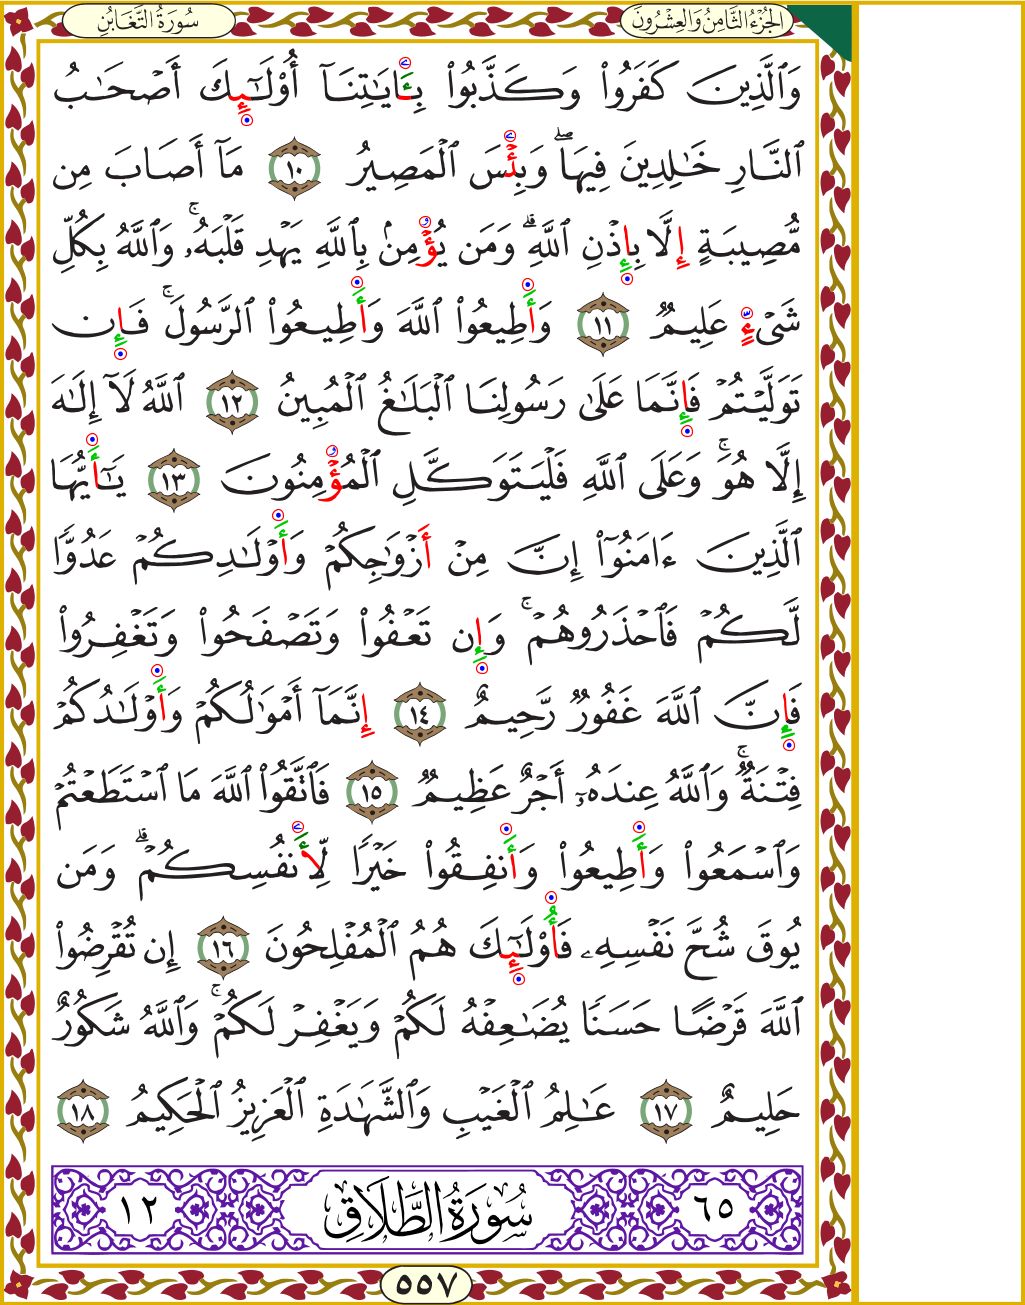 الجُزْءُ الثَّامِنُ وَالعِشْرُونَ
سُورَةُ التَّغَابُنِ
وَٱلَّذِينَ كَفَرُوا۟ وَكَذَّبُوا۟ بِـَٔايَـٰتِنَآ أُو۟لَـٰٓئِكَ أَصْحَـٰبُ
ٱلنَّارِ خَـٰلِدِينَ فِيهَا ۖ وَبِئْسَ ٱلْمَصِيرُ ١٠ مَآ أَصَابَ مِن
مُّصِيبَةٍ إِلَّا بِإِذْنِ ٱللَّهِ ۗ وَمَن يُؤْمِنۢ بِٱللَّهِ يَهْدِ قَلْبَهُۥ ۚ وَٱللَّهُ بِكُلِّ
شَىْءٍ عَلِيمٌ ١١ وَأَطِيعُوا۟ ٱللَّهَ وَأَطِيعُوا۟ ٱلرَّسُولَ ۚ فَإِن
تَوَلَّيْتُمْ فَإِنَّمَا عَلَىٰ رَسُولِنَا ٱلْبَلَـٰغُ ٱلْمُبِينُ ١٢ ٱللَّهُ لَآ إِلَـٰهَ
إِلَّا هُوَ ۚ وَعَلَى ٱللَّهِ فَلْيَتَوَكَّلِ ٱلْمُؤْمِنُونَ ١٣ يَـٰٓأَيُّهَا
ٱلَّذِينَ ءَامَنُوٓا۟ إِنَّ مِنْ أَزْوَٰجِكُمْ وَأَوْلَـٰدِكُمْ عَدُوًّا
لَّكُمْ فَٱحْذَرُوهُمْ ۚ وَإِن تَعْفُوا۟ وَتَصْفَحُوا۟ وَتَغْفِرُوا۟
فَإِنَّ ٱللَّهَ غَفُورٌ رَّحِيمٌ ١٤ إِنَّمَآ أَمْوَٰلُكُمْ وَأَوْلَـٰدُكُمْ
فِتْنَةٌ ۚ وَٱللَّهُ عِندَهُۥٓ أَجْرٌ عَظِيمٌ ١٥ فَٱتَّقُوا۟ ٱللَّهَ مَا ٱسْتَطَعْتُمْ
وَٱسْمَعُوا۟ وَأَطِيعُوا۟ وَأَنفِقُوا۟ خَيْرًا لِّأَنفُسِكُمْ ۗ وَمَن
يُوقَ شُحَّ نَفْسِهِۦ فَأُو۟لَـٰٓئِكَ هُمُ ٱلْمُفْلِحُونَ ١٦ إِن تُقْرِضُوا۟
ٱللَّهَ قَرْضًا حَسَنًا يُضَـٰعِفْهُ لَكُمْ وَيَغْفِرْ لَكُمْ ۚ وَٱللَّهُ شَكُورٌ
حَلِيمٌ ١٧ عَـٰلِمُ ٱلْغَيْبِ وَٱلشَّهَـٰدَةِ ٱلْعَزِيزُ ٱلْحَكِيمُ ١٨
٦٥ سُورَةُ الطَّلَاقِ ١٢
٥٥٧